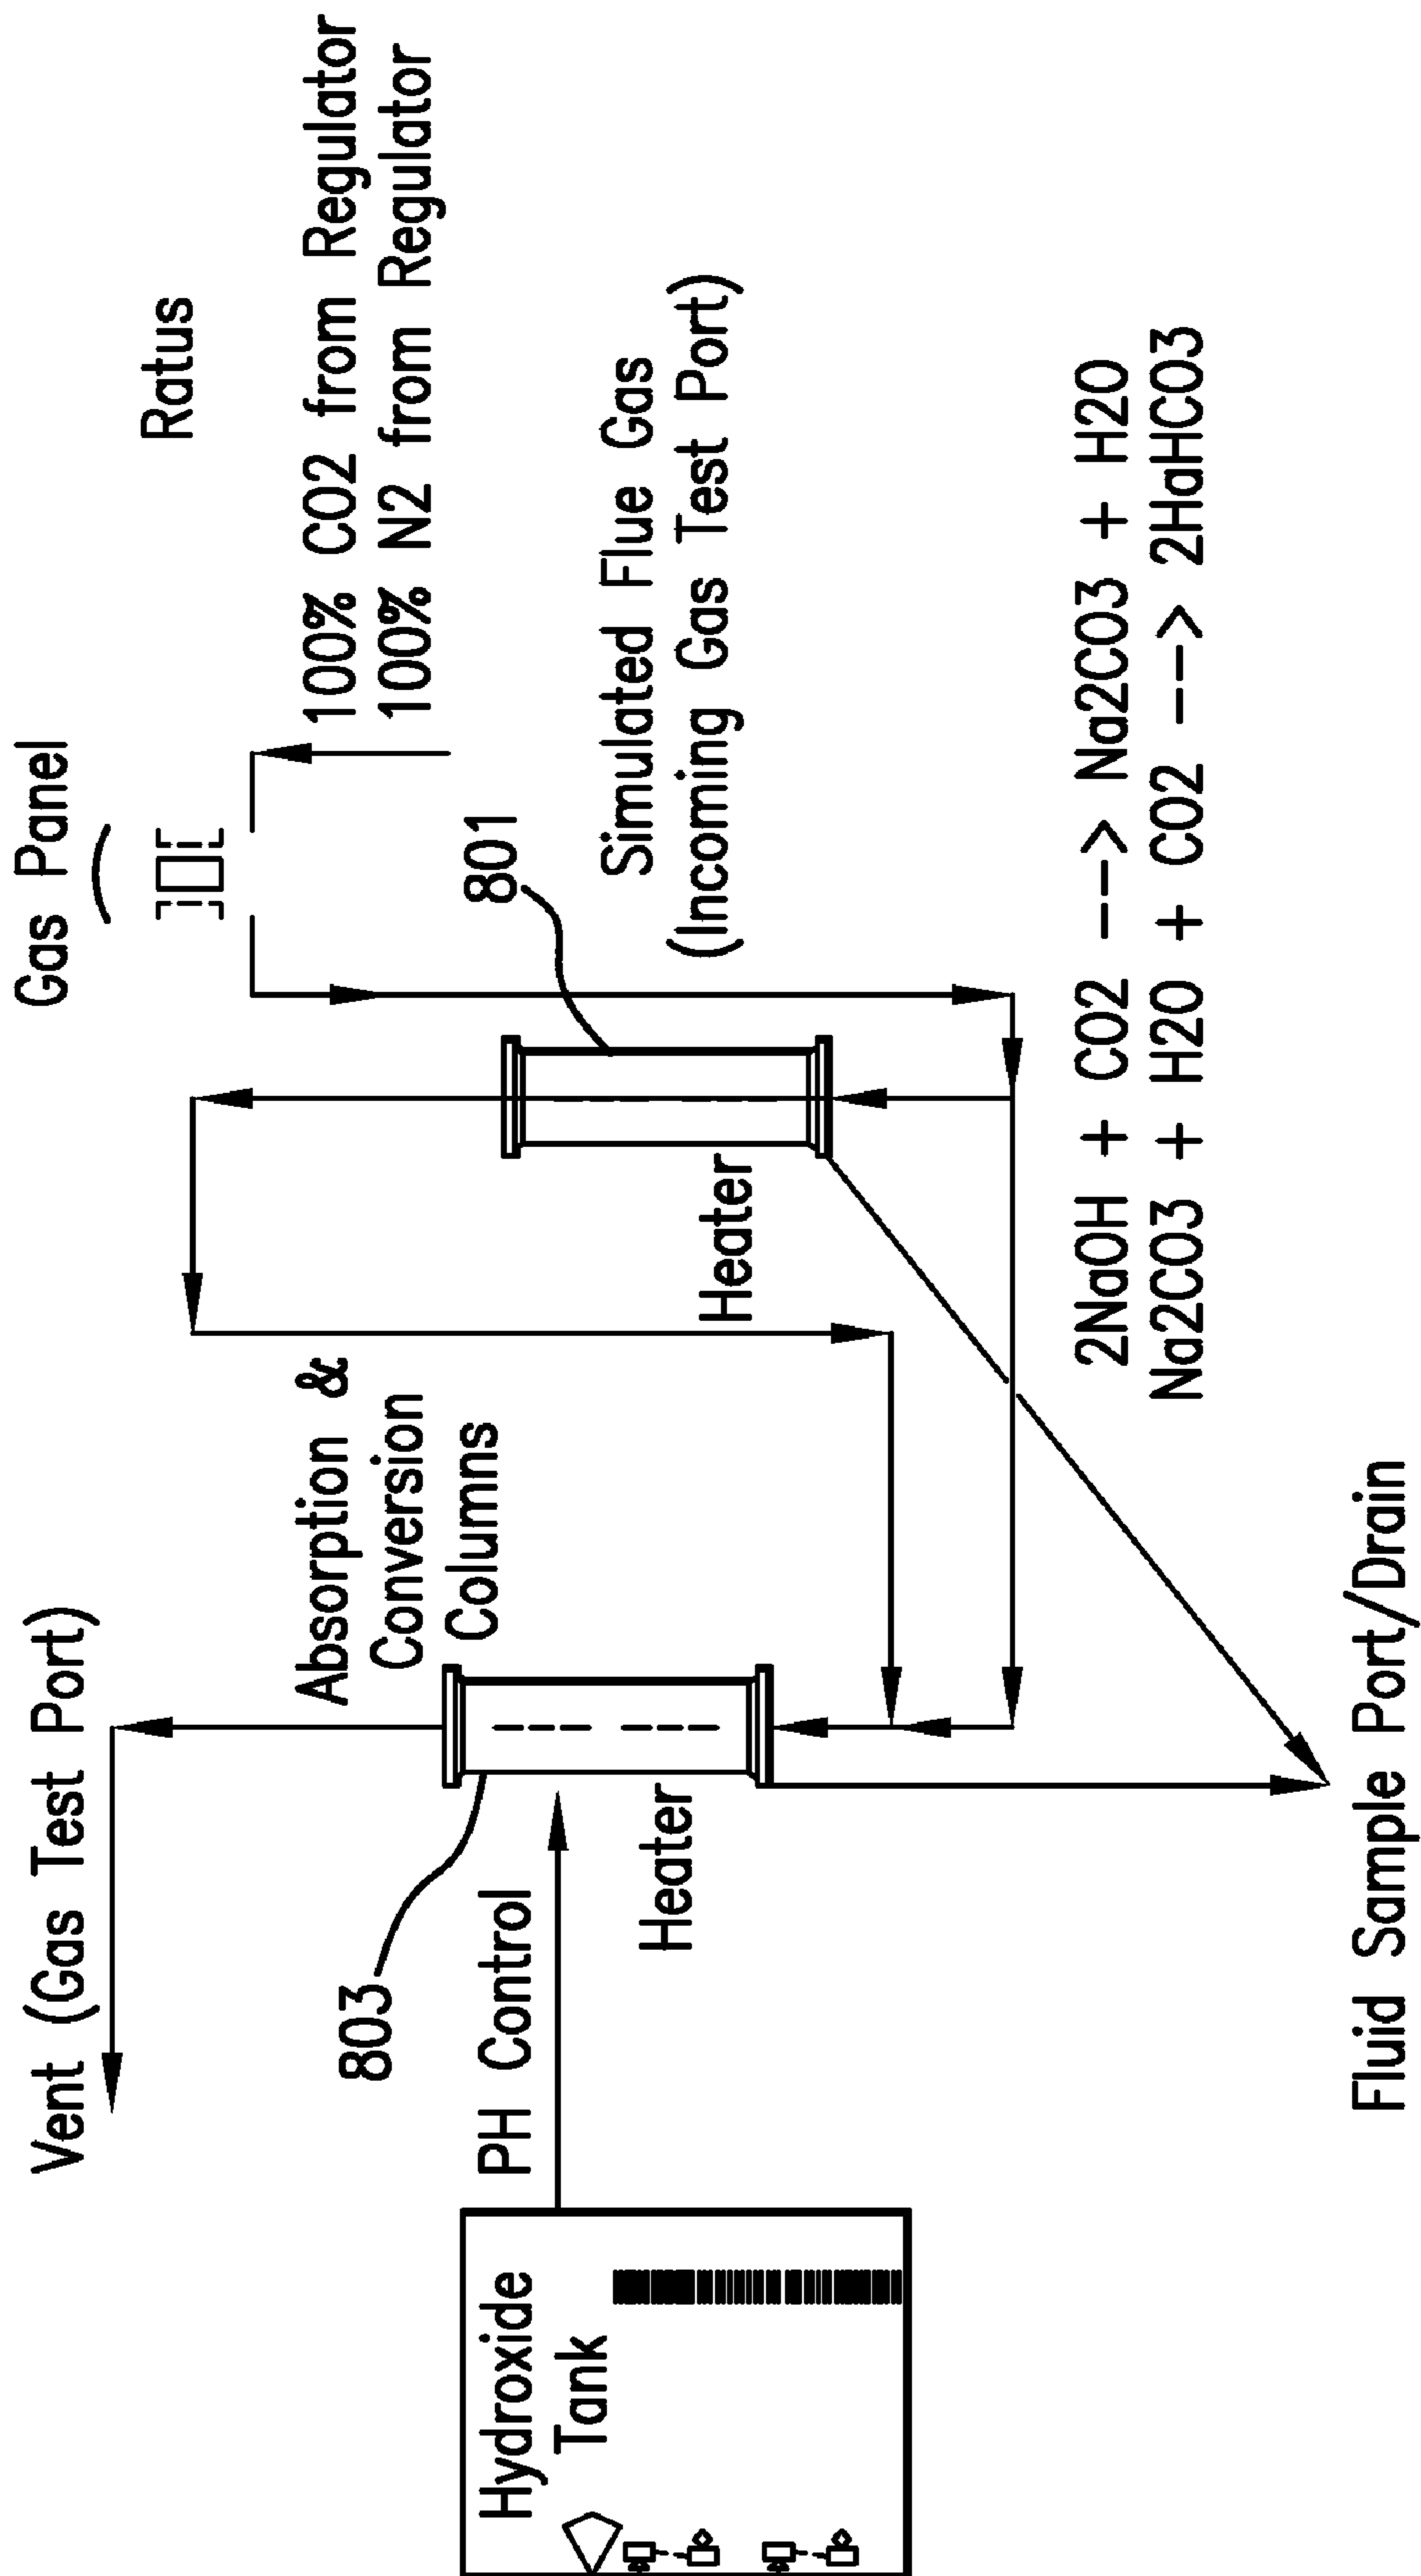 Vent (Gas Test Port)
Gas Panel
Ratus
100% CO2 from Regulator
100% N2 from Regulator
Absorption &
Conversion
Columns
803
801
PH Control
Hydroxide
Tank
Heater
Heater
Simulated Flue Gas
(Incoming Gas Test Port)
2NaOH + CO2 --> Na2CO3 + H2O
Na2CO3 + H2O + CO2 --> 2HaHCO3
Fluid Sample Port/Drain